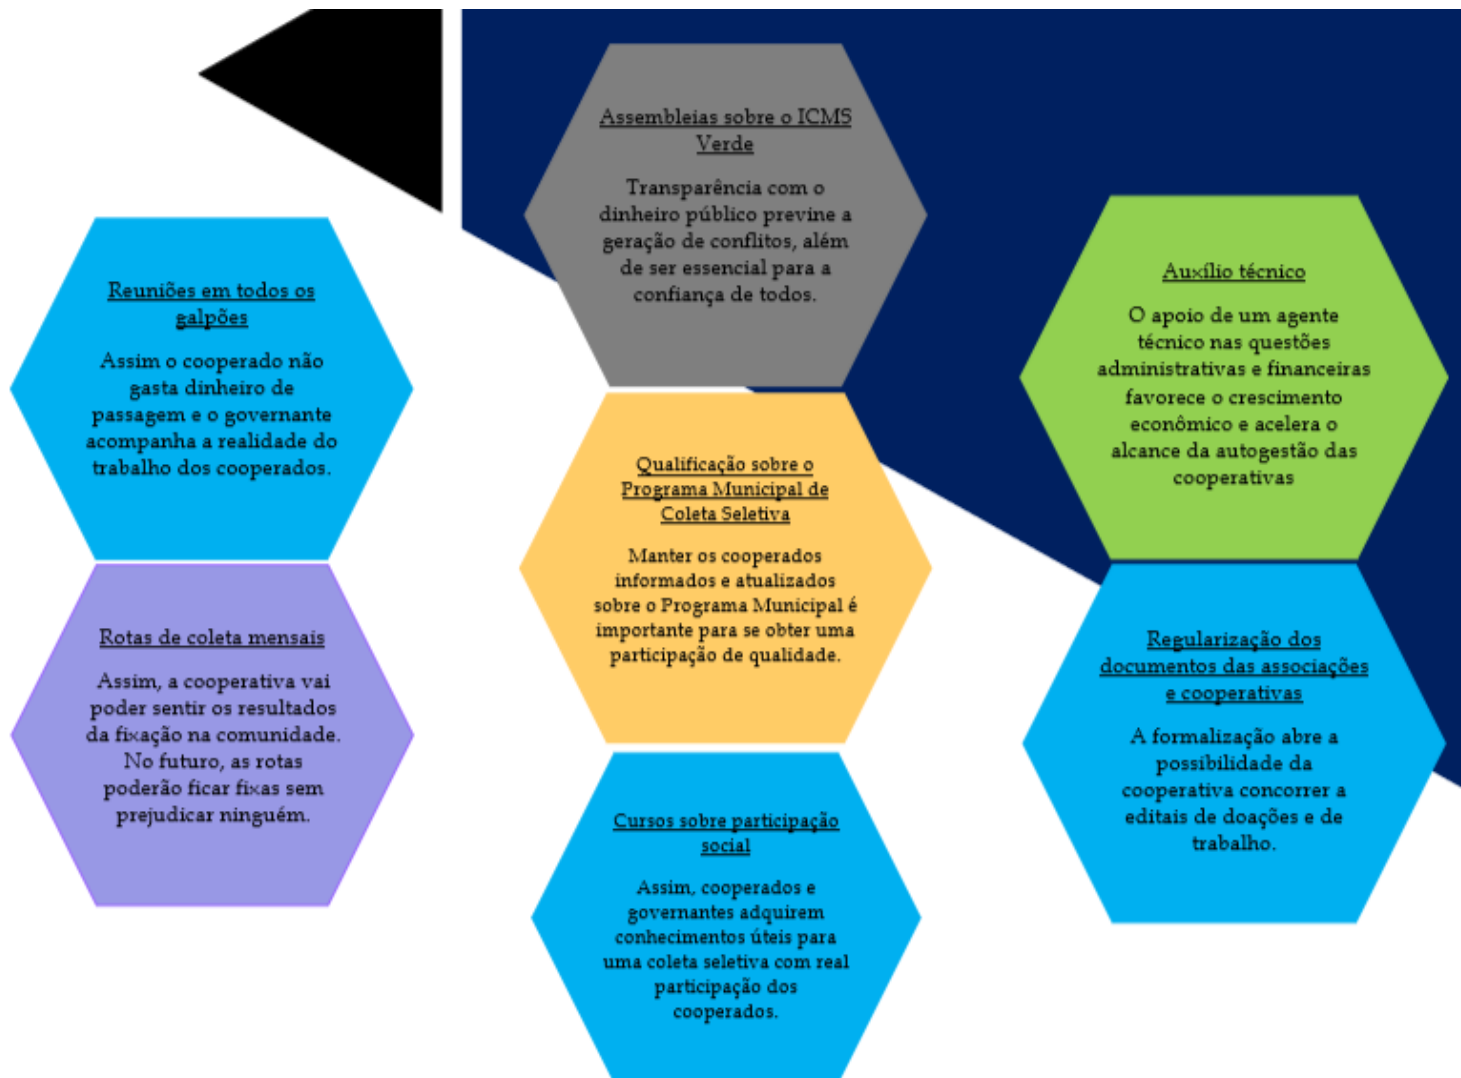 Reuniões em todos os
galpões
Assim o cooperado não
gasta dinheiro de
passagem e o governante
acompanha a realidade do
trabalho dos cooperados.
Rotas de coleta mensais
Assim, a cooperativa vai
poder sentir os resultados
da fixação na comunidade.
No futuro, as rotas
poderão ficar fixas sem
prejudicar ninguém.
Assembleias sobre o ICMS
Verde
Transparência com o
dinheiro público previne a
geração de conflitos, além
de ser essencial para a
confiança de todos.
Qualificação sobre o
Programa Municipal de
Coleta Seletiva
Manter os cooperados
informados e atualizados
sobre o Programa Municipal é
importante para se obter uma
participação de qualidade.
Cursos sobre participação
social
Assim, cooperados e
governantes adquirem
conhecimentos úteis para
uma coleta seletiva com real
participação dos
cooperados.
Auxílio técnico
O apoio de um agente
técnico nas questões
administrativas e financeiras
favorece o crescimento
econômico e acelera o
alcance da autogestão das
cooperativas
Regularização dos
documentos das associações
e cooperativas
A formalização abre a
possibilidade da
cooperativa concorrer a
editais de doações e de
trabalho.